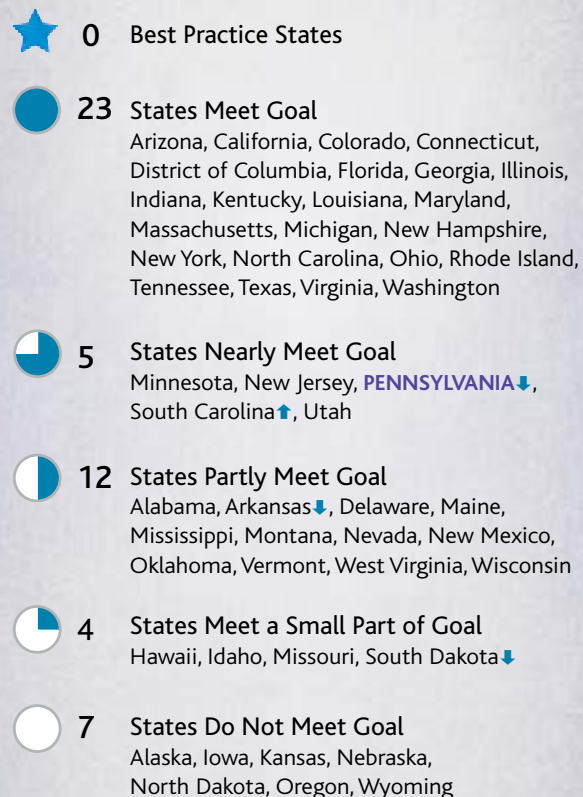 0 Best Practice States
23 States Meet Goal
Arizona, California, Colorado, Connecticut,
District of Columbia, Florida, Georgia, Illinois,
Indiana, Kentucky, Louisiana, Maryland,
Massachusetts, Michigan, New Hampshire,
New York, North Carolina, Ohio, Rhode Island,
Tennessee, Texas, Virginia, Washington
5 States Nearly Meet Goal
Minnesota, New Jersey, PENNSYLVANIA⬇,
South Carolina⬆, Utah
12 States Partly Meet Goal
Alabama, Arkansas⬇, Delaware, Maine,
Mississippi, Montana, Nevada, New Mexico,
Oklahoma, Vermont, West Virginia, Wisconsin
4 States Meet a Small Part of Goal
Hawaii, Idaho, Missouri, South Dakota⬇
7 States Do Not Meet Goal
Alaska, Iowa, Kansas, Nebraska,
North Dakota, Oregon, Wyoming